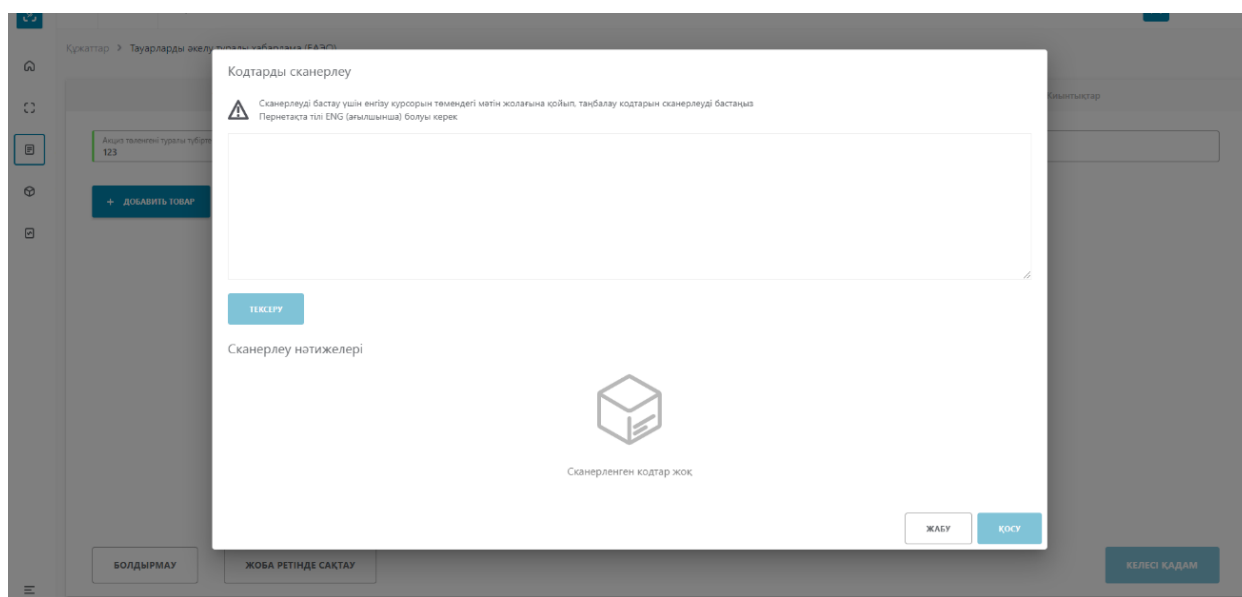 Құжаттар > Тауарларды әкелу туралы хабарлама (ЕАЭО)
Кодтарды сканерлеу
Сканерлеуді бастау үшін енгізу курсорын төмендегі мәтін жолағына қойып, таңбалау кодтарын сканерлеуді бастаңыз
Пернетақта тілі ENG (ағылшынша) болуы керек
Қиынтықтар
Акциз төленгені туралы түбірте
123
+ ДОБАВИТЬ ТОВАР
ТЕКСЕРУ
Сканерлеу нәтижелері
Сканерленген кодтар жоқ
ЖАБУ
ҚОСУ
БОЛДЫРМАУ
ЖОБА РЕТІНДЕ САҚТАУ
КЕЛЕСІ ҚАДАМ